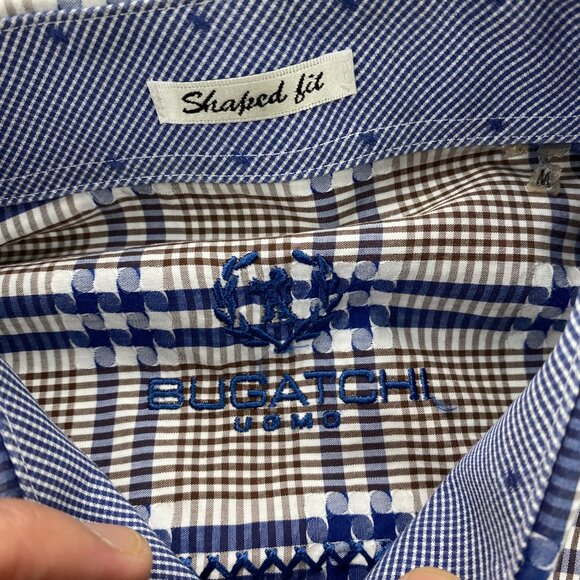 Shaped fit
M
BUGATCHI
UOMO